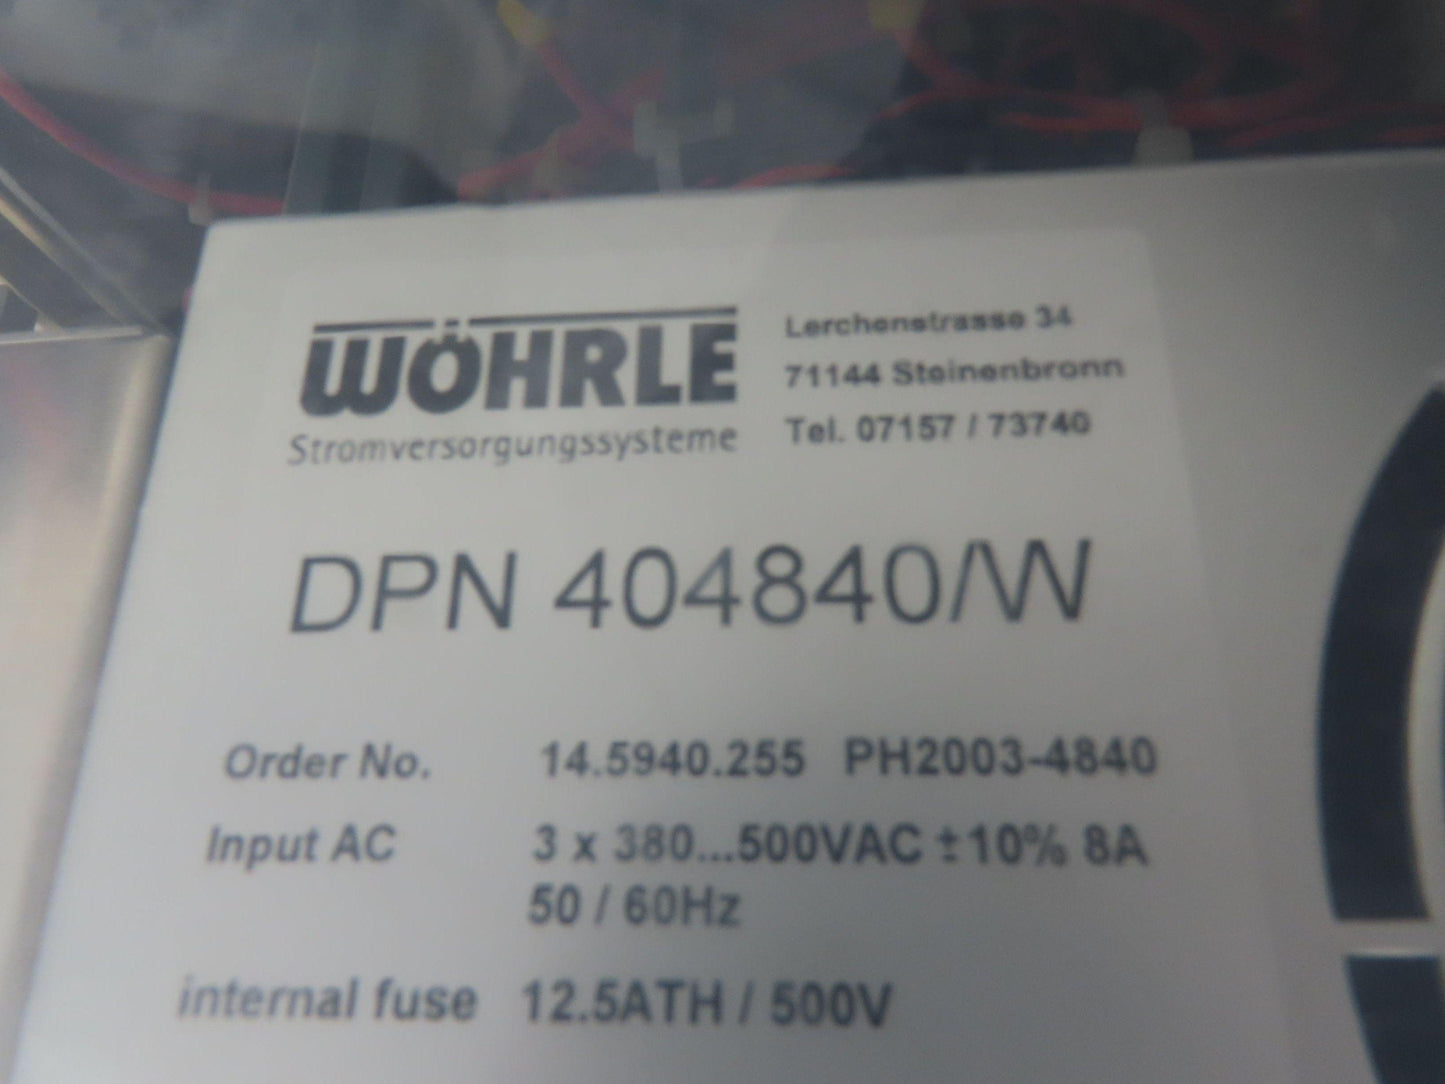 WÖHRLE
Stromversorgungssysteme
Lerchenstrasse 34
71144 Steinenbronn
Tel. 07157 / 73740
DPN 404840/W
Order No. 14.5940.255 PH2003-4840
Input AC 3 x 380...500VAC ±10% 8A
50 / 60Hz
internal fuse 12.5ATH / 500V